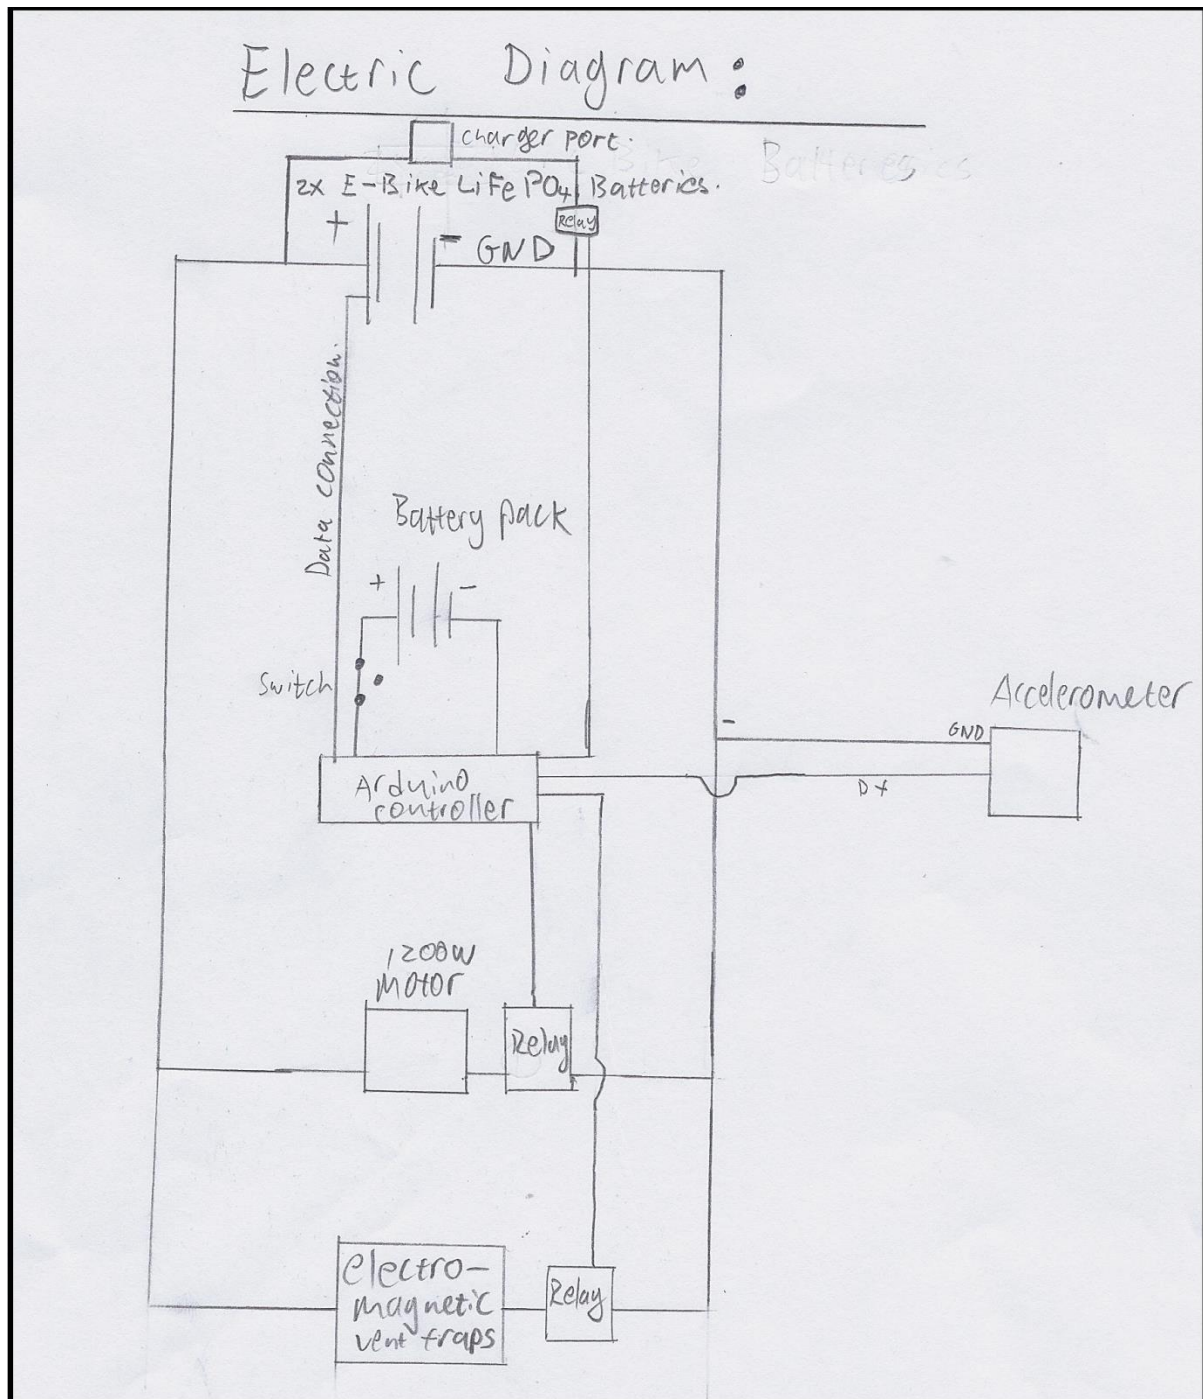 Electric Diagram:
charger port.
2x E-Bike LiFePO4 Batteries.
Relay
+
- GND
Data connection.
Battery pack
+ -
Switch
Accelerometer
-
GND
Arduino
controller
DX
1200W
Motor
Relay
electro-
magnetic
vent traps
Relay